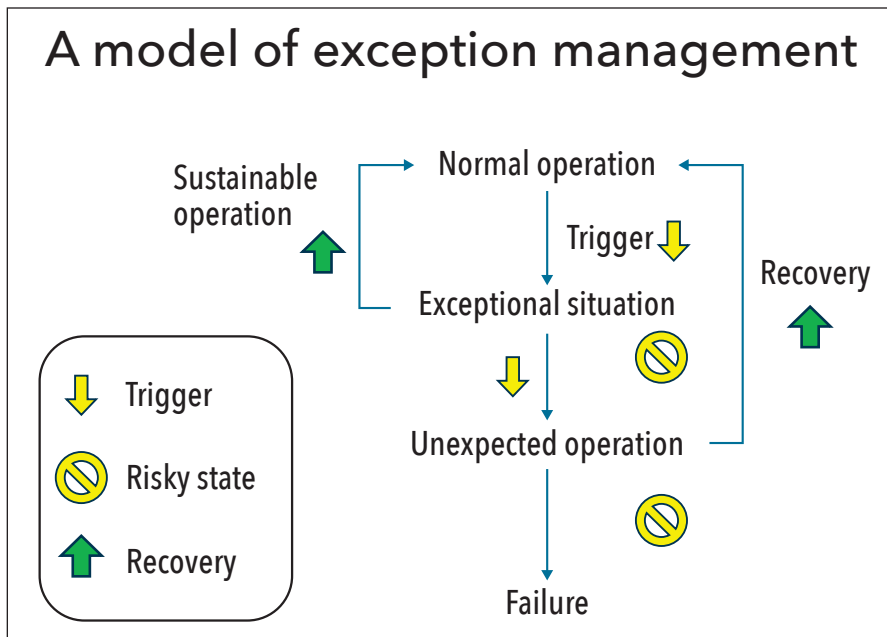 A model of exception management
Sustainable
operation
Normal operation
Trigger
Recovery
Exceptional situation
Unexpected operation
Failure
Trigger
Risky state
Recovery